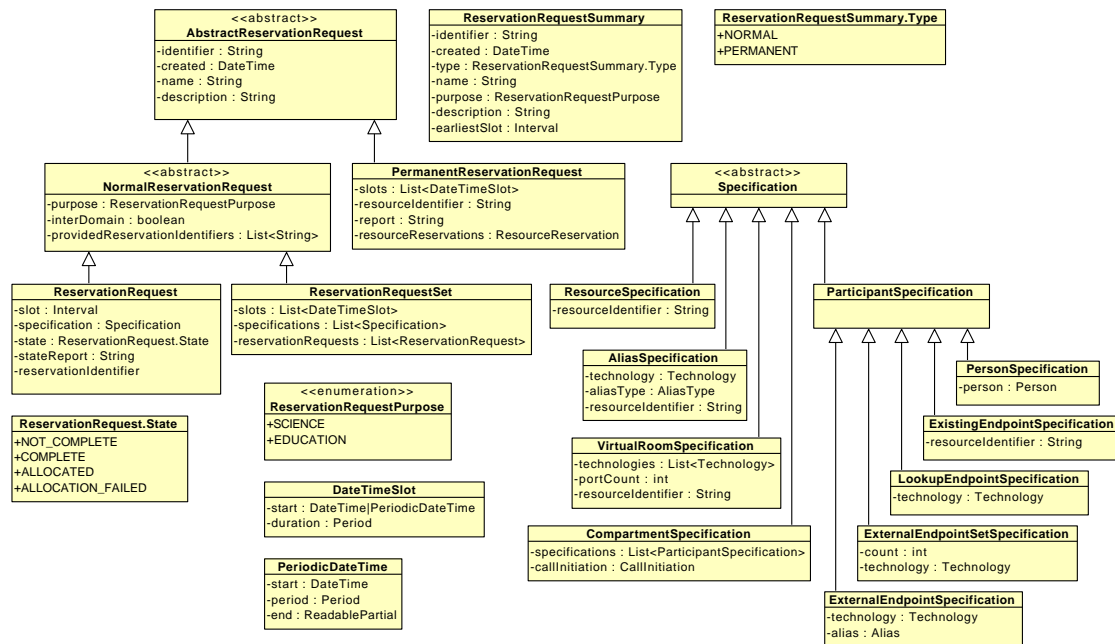 <<abstract>>
AbstractReservationRequest
-identifier : String
-created : DateTime
-name : String
-description : String
ReservationRequestSummary
-identifier : String
-created : DateTime
-type : ReservationRequestSummary.Type
-name : String
-purpose : ReservationRequestPurpose
-description : String
-earliestSlot : Interval
ReservationRequestSummary.Type
+NORMAL
+PERMANENT
<<abstract>>
NormalReservationRequest
-purpose : ReservationRequestPurpose
-interDomain : boolean
-providedReservationIdentifiers : List<String>
PermanentReservationRequest
-slots : List<DateTimeSlot>
-resourceIdentifier : String
-report : String
-resourceReservations : ResourceReservation
<<abstract>>
Specification
ReservationRequest
-slot : Interval
-specification : Specification
-state : ReservationRequest.State
-stateReport : String
-reservationIdentifier
ReservationRequestSet
-slots : List<DateTimeSlot>
-specifications : List<Specification>
-reservationRequests : List<ReservationRequest>
ResourceSpecification
-resourceIdentifier : String
ParticipantSpecification
AliasSpecification
-technology : Technology
-aliasType : AliasType
-resourceIdentifier : String
PersonSpecification
-person : Person
ReservationRequest.State
+NOT_COMPLETE
+COMPLETE
+ALLOCATED
+ALLOCATION_FAILED
<<enumeration>>
ReservationRequestPurpose
+SCIENCE
+EDUCATION
ExistingEndpointSpecification
-resourceIdentifier : String
VirtualRoomSpecification
-technologies : List<Technology>
-portCount : int
-resourceIdentifier : String
LookupEndpointSpecification
-technology : Technology
DateTimeSlot
-start : DateTime|PeriodicDateTime
-duration : Period
CompartmentSpecification
-specifications : List<ParticipantSpecification>
-callInitiation : CallInitiation
ExternalEndpointSetSpecification
-count : int
-technology : Technology
PeriodicDateTime
-start : DateTime
-period : Period
-end : ReadablePartial
ExternalEndpointSpecification
-technology : Technology
-alias : Alias